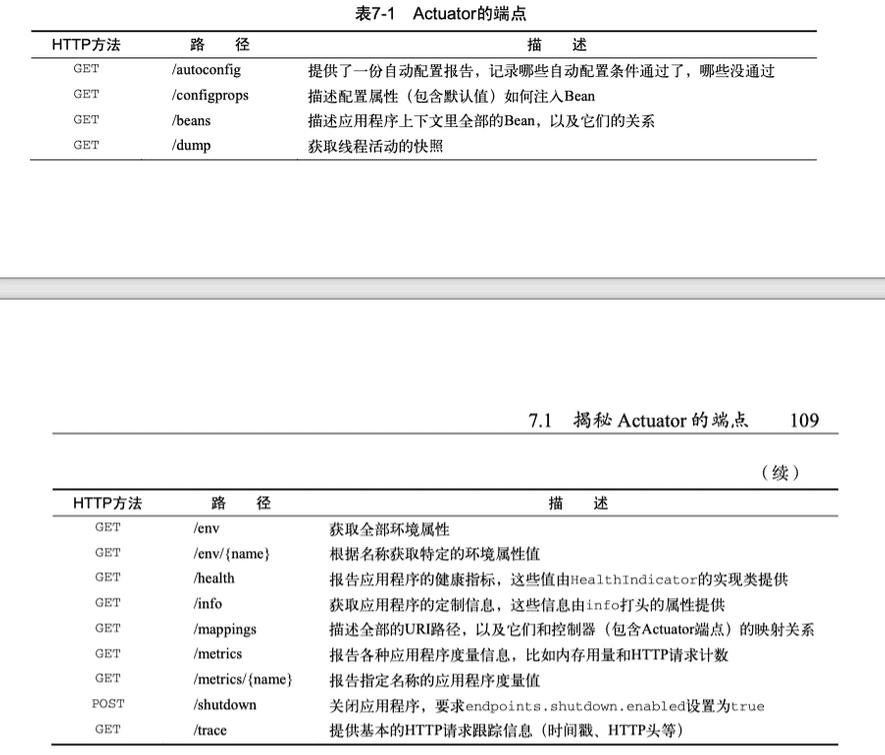 表7-1 Actuator的端点
HTTP方法 路 径 描 述
GET /autoconfig 提供了一份自动配置报告，记录哪些自动配置条件通过了，哪些没通过
GET /configprops 描述配置属性（包含默认值）如何注入Bean
GET /beans 描述应用程序上下文里全部的Bean，以及它们的关系
GET /dump 获取线程活动的快照
7.1 揭秘 Actuator 的端点 109
（续）
HTTP方法 路 径 描 述
GET /env 获取全部环境属性
GET /env/{name} 根据名称获取特定的环境属性值
GET /health 报告应用程序的健康指标，这些值由HealthIndicator的实现类提供
GET /info 获取应用程序的定制信息，这些信息由info打头的属性提供
GET /mappings 描述全部的URI路径，以及它们和控制器（包含Actuator端点）的映射关系
GET /metrics 报告各种应用程序度量信息，比如内存用量和HTTP请求计数
GET /metrics/{name} 报告指定名称的应用程序度量值
POST /shutdown 关闭应用程序，要求endpoints.shutdown.enabled设置为true
GET /trace 提供基本的HTTP请求跟踪信息（时间戳、HTTP头等）